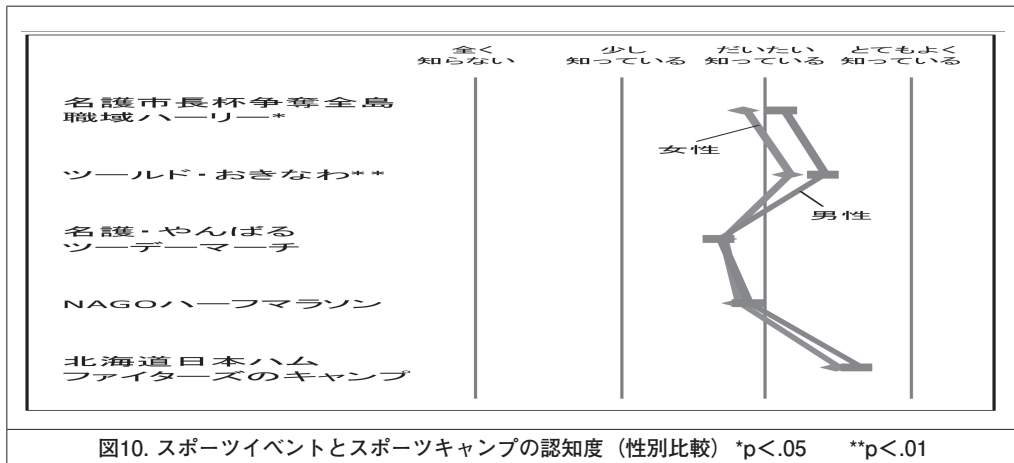 全く 少し だいたい とてもよく
知らない 知っている 知っている 知っている
名護市長杯争奪全島
職域ハーリー*
女性
ツールド・おきなわ**
男性
名護・やんばる
ツーデーマーチ
NAGOハーフマラソン
北海道日本ハム
ファイターズのキャンプ
図10. スポーツイベントとスポーツキャンプの認知度（性別比較） *p<.05 **p<.01